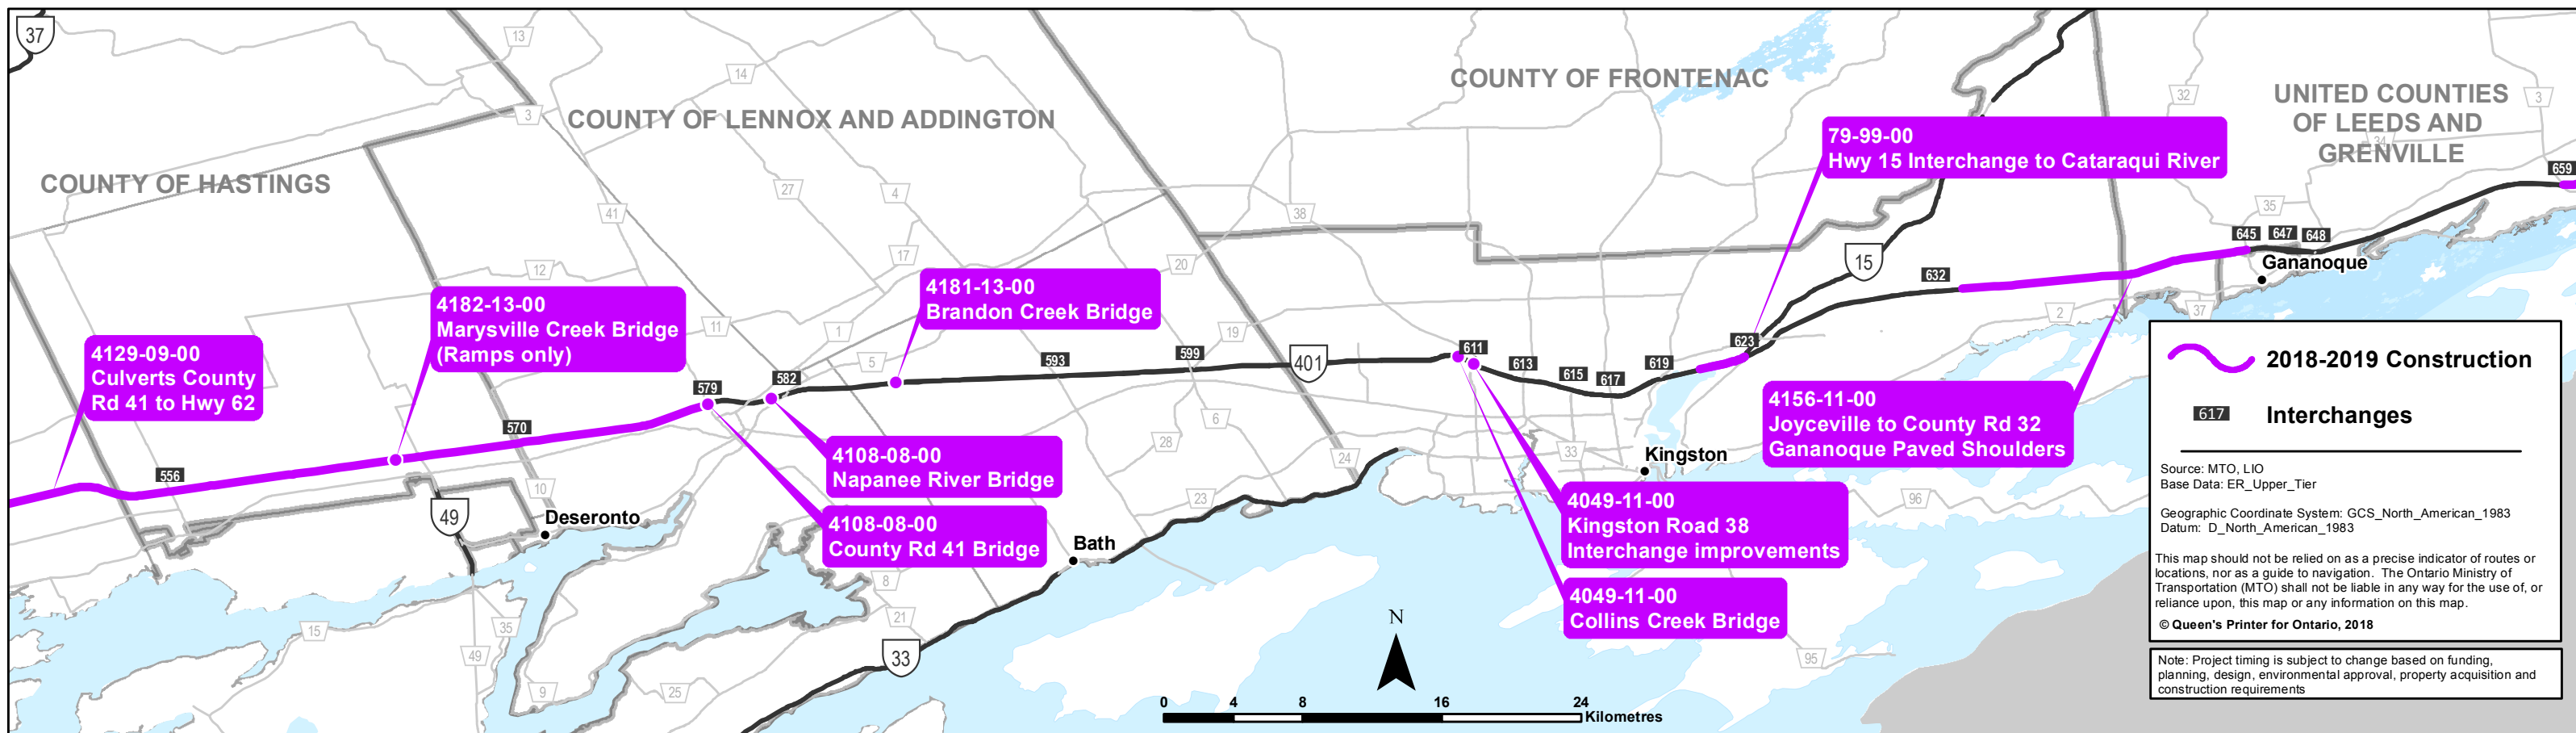 37
13
14
COUNTY OF FRONTENAC
32
UNITED COUNTIES
OF LEEDS AND
GRENVILLE
3
34
3
COUNTY OF LENNOX AND ADDINGTON
COUNTY OF HASTINGS
79-99-00
Hwy 15 Interchange to Cataraqui River
659
27
4
41
38
35
17
20
12
15
645
647
648
Gananoque
632
4181-13-00
Brandon Creek Bridge
4182-13-00
Marysville Creek Bridge
(Ramps only)
4129-09-00
Culverts County
Rd 41 to Hwy 62
11
1
5
19
2
37
579
582
593
599
401
611
613
615
617
619
623
556
570
6
28
24
33
4156-11-00
Joyceville to County Rd 32
Gananoque Paved Shoulders
4108-08-00
Napanee River Bridge
4108-08-00
County Rd 41 Bridge
Kingston
4049-11-00
Kingston Road 38
Interchange improvements
4049-11-00
Collins Creek Bridge
10
49
Deseronto
23
96
Bath
8
21
15
35
49
9
25
33
95
N
0
4
8
16
24
Kilometres
2018-2019 Construction
617
Interchanges
Source: MTO, LIO
Base Data: ER_Upper_Tier
Geographic Coordinate System: GCS_North_American_1983
Datum: D_North_American_1983
This map should not be relied on as a precise indicator of routes or
locations, nor as a guide to navigation. The Ontario Ministry of
Transportation (MTO) shall not be liable in any way for the use of, or
reliance upon, this map or any information on this map.
© Queen's Printer for Ontario, 2018
Note: Project timing is subject to change based on funding,
planning, design, environmental approval, property acquisition and
construction requirements